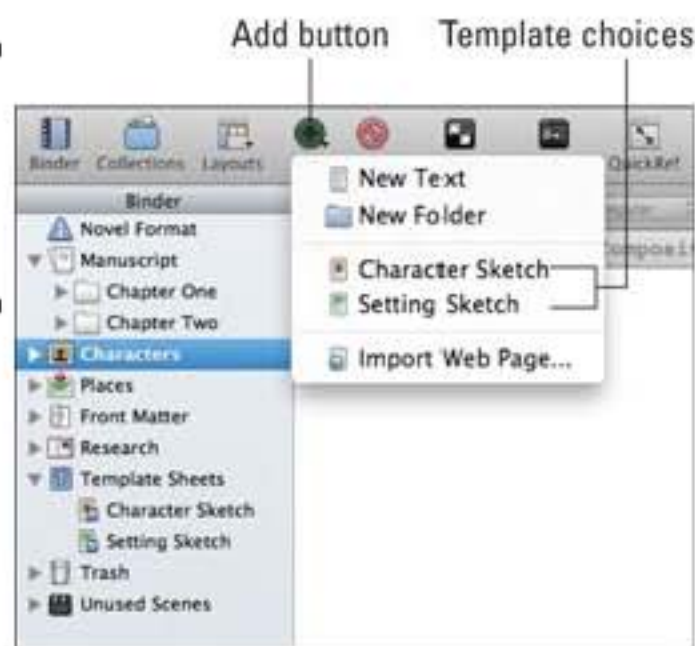 Add button Template choices
Binder Collections Layouts QuickRef
Binder
Novel Format
Manuscript
Chapter One
Chapter Two
Characters
Places
Front Matter
Research
Template Sheets
Character Sketch
Setting Sketch
Trash
Unused Scenes
New Text
New Folder
Character Sketch
Setting Sketch
Import Web Page...